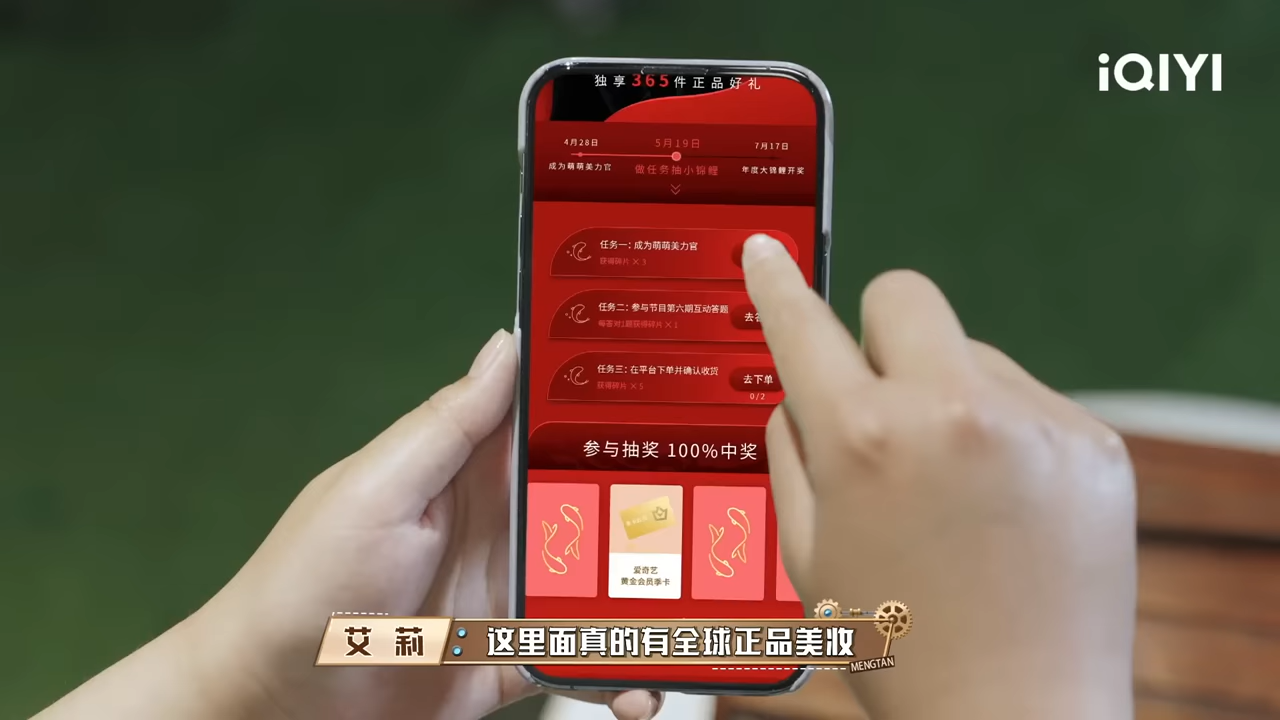 iQIYI
独享365件正品好礼
4月28日 5月19日 7月17日
成为萌萌美力官 做任务抽小锦鲤 年度大锦鲤开奖
任务一：成为萌萌美力官
获得碎片×3
任务二：参与节目第六期互动答题
每答对1题获得碎片×1
去答
任务三：在平台下单并确认收货
获得碎片×5
去下单
0/2
参与抽奖 100%中奖
爱奇艺
黄金会员季卡
艾莉：这里面真的有全球正品美妆
MENGTAN